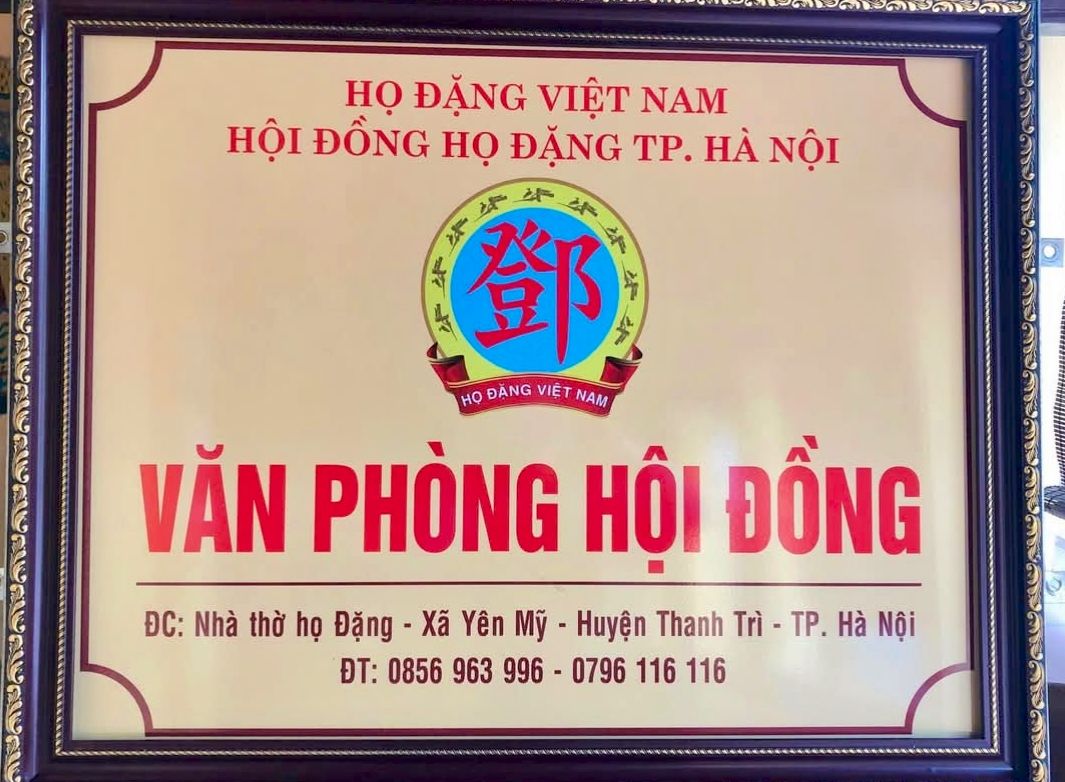 HỌ ĐẶNG VIỆT NAM
HỘI ĐỒNG HỌ ĐẶNG TP. HÀ NỘI
鄧
HỌ ĐẶNG VIỆT NAM
VĂN PHÒNG HỘI ĐỒNG
ĐC: Nhà thờ họ Đặng - Xã Yên Mỹ - Huyện Thanh Trì - TP. Hà Nội
ĐT: 0856 963 996 - 0796 116 116